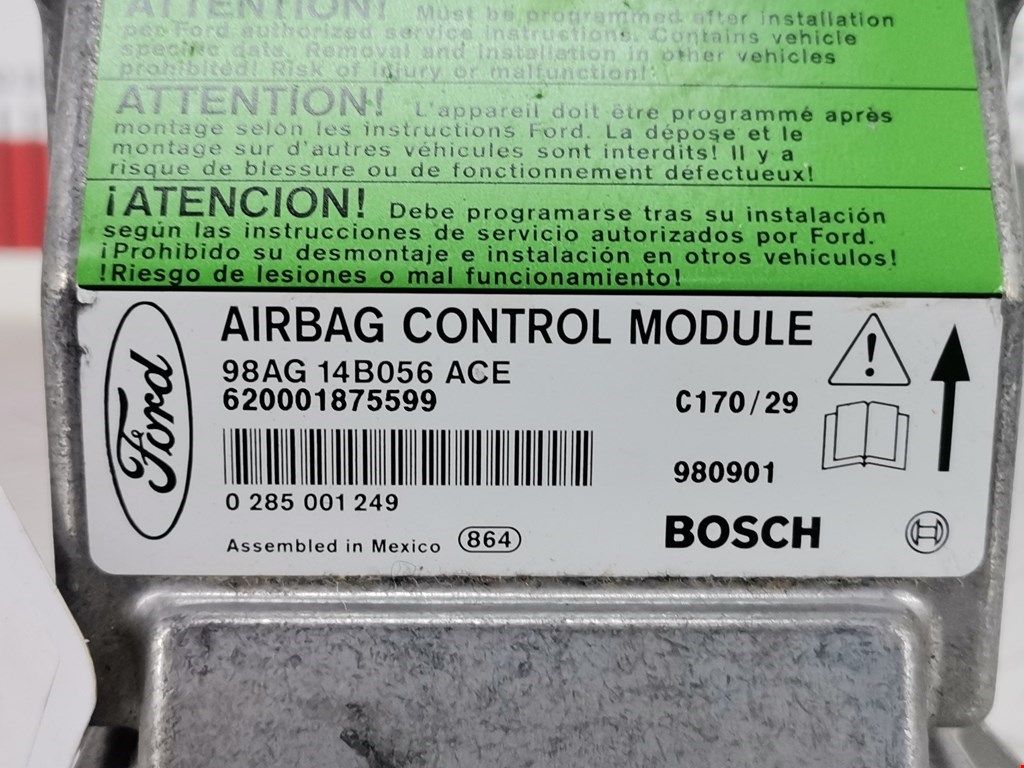 ATTENTION! Must be programmed after installation
per Ford authorized service instructions. Contains vehicle
specific data. Removal and installation in other vehicles
prohibited! Risk of injury or malfunction!
ATTENTION! L'appareil doit être programmé après
montage selón les instructions Ford. La dépose et le
montage sur d'autres véhicules sont interdits! Il y a
risque de blessure ou de fonctionnement défectueux!
¡ATENCION! Debe programarse tras su instalación
según las instrucciones de servicio autorizados por Ford.
¡Prohibido su desmontaje e instalación en otros vehículos!
!Riesgo de lesiones o mal funcionamiento!
Ford
AIRBAG CONTROL MODULE
98AG 14B056 ACE
620001875599
C170/29
980901
0 285 001 249
Assembled in Mexico 864
BOSCH